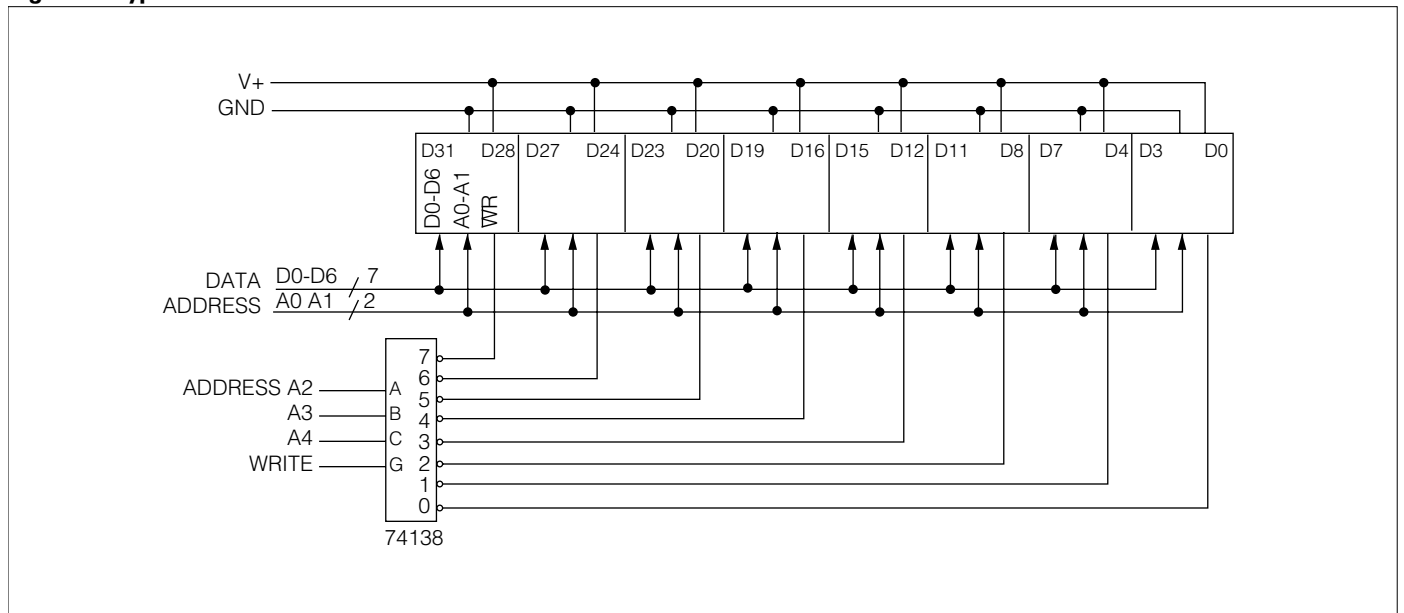 V+
GND
D31 D28 D27 D24 D23 D20 D19 D16 D15 D12 D11 D8 D7 D4 D3 D0
D0-D6
A0-A1
WR
DATA D0-D6 / 7
ADDRESS A0 A1 / 2
7
6
ADDRESS A2 A
5
A3 B
4
A4 C
3
WRITE G
2
1
0
74138